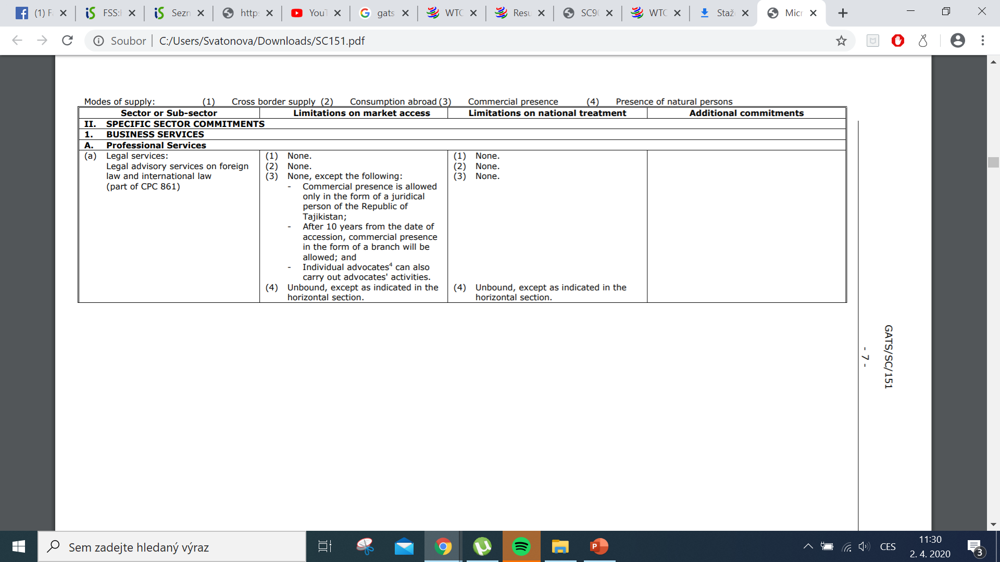 (1) F
FSS:
Sezn
http
You
gats
WTC
Resu
SC9
WTC
Staž
Micr
Soubor C:/Users/Svatonova/Downloads/SC151.pdf
Modes of supply: (1) Cross border supply (2) Consumption abroad (3) Commercial presence (4) Presence of natural persons
Sector or Sub-sector Limitations on market access Limitations on national treatment Additional commitments
II. SPECIFIC SECTOR COMMITMENTS
1. BUSINESS SERVICES
A. Professional Services
(a) Legal services:
Legal advisory services on foreign
law and international law
(part of CPC 861)
(1) None.
(2) None.
(3) None, except the following:
- Commercial presence is allowed
only in the form of a juridical
person of the Republic of
Tajikistan;
- After 10 years from the date of
accession, commercial presence
in the form of a branch will be
allowed; and
- Individual advocates⁴ can also
carry out advocates' activities.
(4) Unbound, except as indicated in the
horizontal section.
(1) None.
(2) None.
(3) None.
(4) Unbound, except as indicated in the
horizontal section.
GATS/SC/151
- 7 -
Sem zadejte hledaný výraz
CES
11:30
2. 4. 2020
3